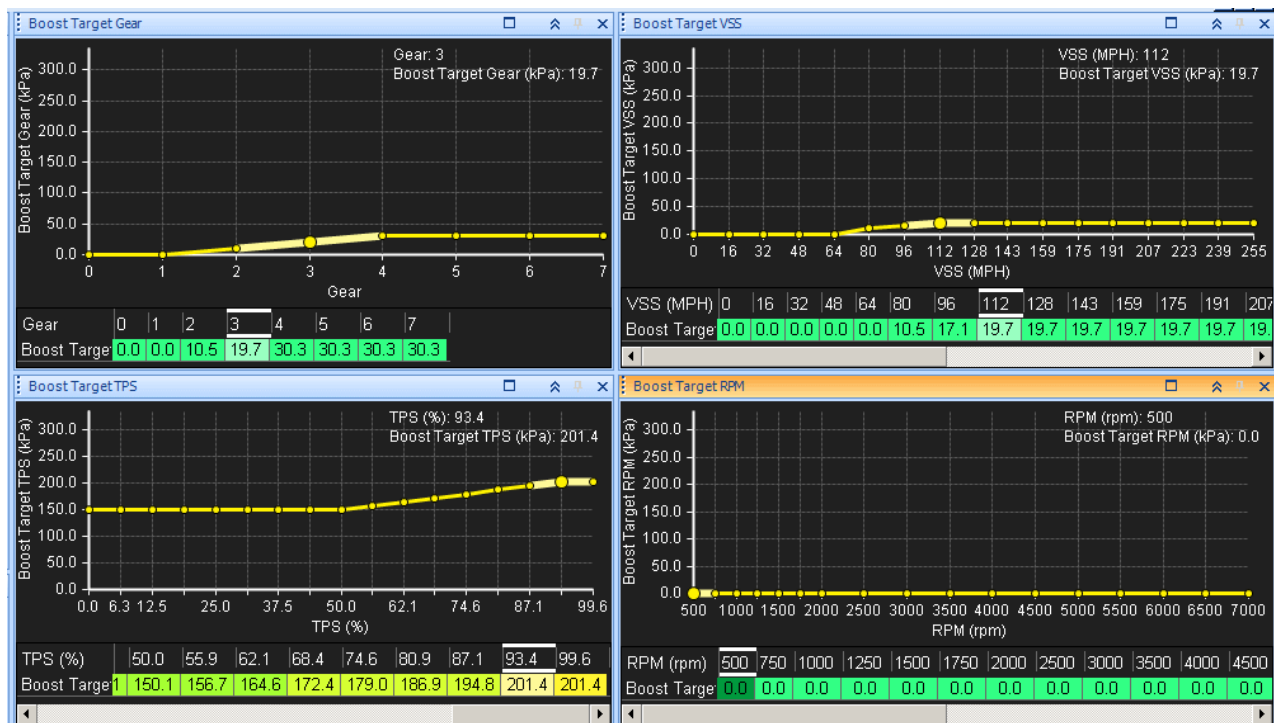 Boost Target Gear
Gear: 3
Boost Target Gear (kPa): 19.7
Boost Target Gear (kPa)
300.0
250.0
200.0
150.0
100.0
50.0
0.0
0 1 2 3 4 5 6 7
Gear
Gear 0 1 2 3 4 5 6 7
Boost Targe 0.0 0.0 10.5 19.7 30.3 30.3 30.3 30.3
Boost Target VSS
VSS (MPH): 112
Boost Target VSS (kPa): 19.7
Boost Target VSS (kPa)
300.0
250.0
200.0
150.0
100.0
50.0
0.0
0 16 32 48 64 80 96 112 128 143 159 175 191 207 223 239 255
VSS (MPH)
VSS (MPH) 0 16 32 48 64 80 96 112 128 143 159 175 191 207
Boost Targe 0.0 0.0 0.0 0.0 0.0 10.5 17.1 19.7 19.7 19.7 19.7 19.7 19.7 19.
Boost Target TPS
TPS (%): 93.4
Boost Target TPS (kPa): 201.4
Boost Target TPS (kPa)
300.0
250.0
200.0
150.0
100.0
50.0
0.0
0.0 6.3 12.5 25.0 37.5 50.0 62.1 74.6 87.1 99.6
TPS (%)
TPS (%) 50.0 55.9 62.1 68.4 74.6 80.9 87.1 93.4 99.6
Boost Targe 1 150.1 156.7 164.6 172.4 179.0 186.9 194.8 201.4 201.4
Boost Target RPM
RPM (rpm): 500
Boost Target RPM (kPa): 0.0
Boost Target RPM (kPa)
300.0
250.0
200.0
150.0
100.0
50.0
0.0
500 1000 1500 2000 2500 3000 3500 4000 4500 5000 5500 6000 6500 7000
RPM (rpm)
RPM (rpm) 500 750 1000 1250 1500 1750 2000 2500 3000 3500 4000 4500
Boost Targe 0.0 0.0 0.0 0.0 0.0 0.0 0.0 0.0 0.0 0.0 0.0 0.0